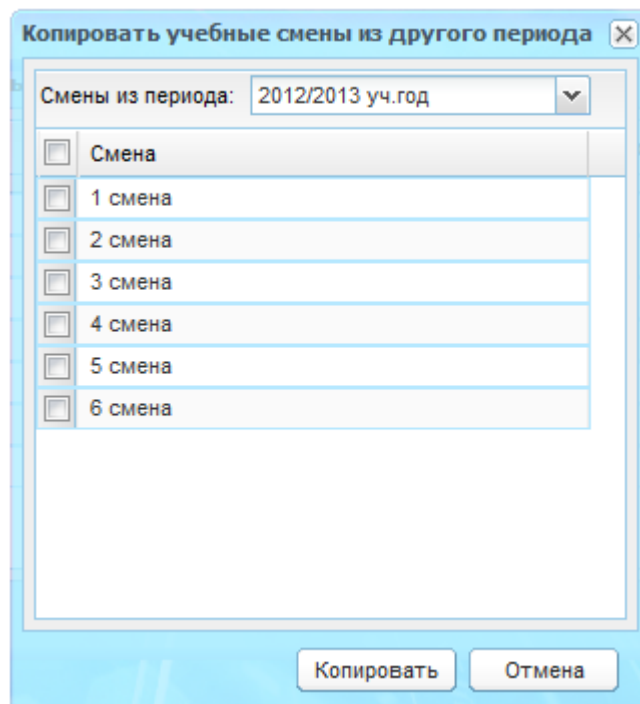 Копировать учебные смены из другого периода
Смены из периода: 2012/2013 уч.год
Смена
1 смена
2 смена
3 смена
4 смена
5 смена
6 смена
Копировать Отмена